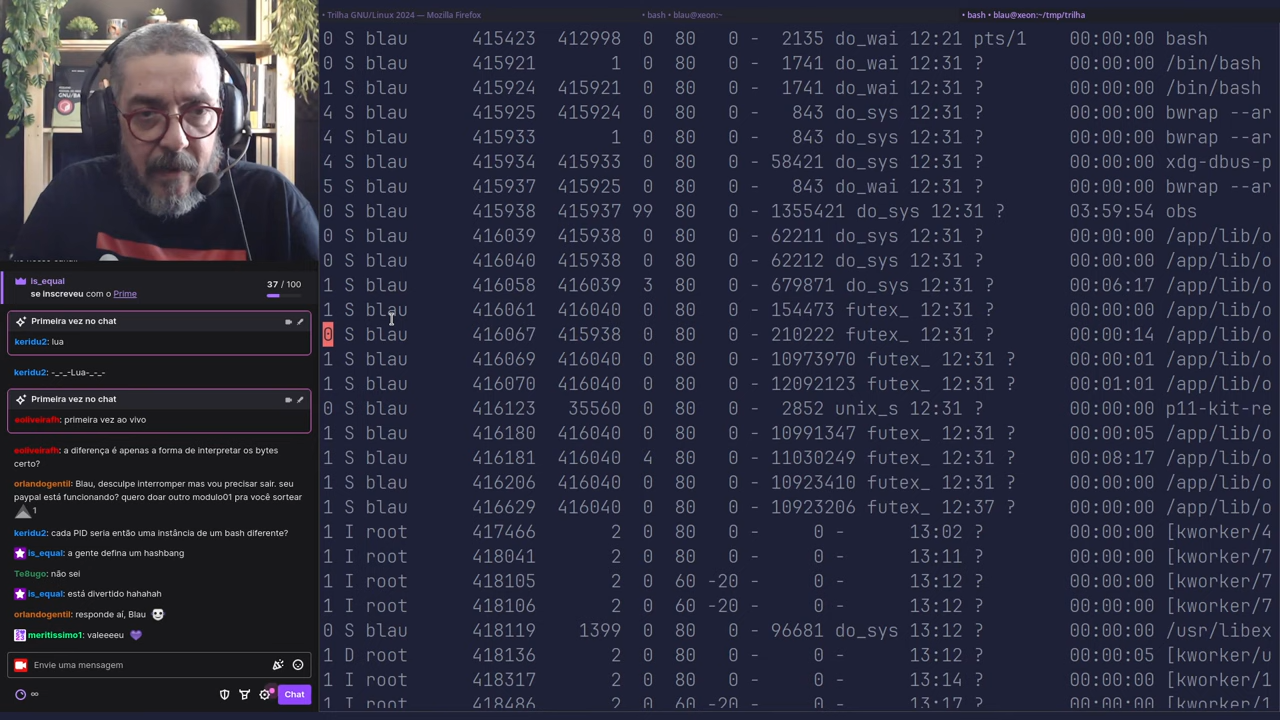 • Trilha GNU/Linux 2024 — Mozilla Firefox
• bash • blau@xeon:~
• bash • blau@xeon:~/tmp/trilha
0 S blau 415423 412998 0 80 0 - 2135 do_wai 12:21 pts/1 00:00:00 bash
0 S blau 415921 1 0 80 0 - 1741 do_wai 12:31 ? 00:00:00 /bin/bash
1 S blau 415924 415921 0 80 0 - 1741 do_wai 12:31 ? 00:00:00 /bin/bash
4 S blau 415925 415924 0 80 0 - 843 do_sys 12:31 ? 00:00:00 bwrap --ar
4 S blau 415933 1 0 80 0 - 843 do_sys 12:31 ? 00:00:00 bwrap --ar
4 S blau 415934 415933 0 80 0 - 58421 do_sys 12:31 ? 00:00:00 xdg-dbus-p
5 S blau 415937 415925 0 80 0 - 843 do_wai 12:31 ? 00:00:00 bwrap --ar
0 S blau 415938 415937 99 80 0 - 1355421 do_sys 12:31 ? 03:59:54 obs
0 S blau 416039 415938 0 80 0 - 62211 do_sys 12:31 ? 00:00:00 /app/lib/o
0 S blau 416040 415938 0 80 0 - 62212 do_sys 12:31 ? 00:00:00 /app/lib/o
1 S blau 416058 416039 3 80 0 - 679871 do_sys 12:31 ? 00:06:17 /app/lib/o
1 S blau 416061 416040 0 80 0 - 154473 futex_ 12:31 ? 00:00:00 /app/lib/o
0 S blau 416067 415938 0 80 0 - 210222 futex_ 12:31 ? 00:00:14 /app/lib/o
1 S blau 416069 416040 0 80 0 - 10973970 futex_ 12:31 ? 00:00:01 /app/lib/o
1 S blau 416070 416040 0 80 0 - 12092123 futex_ 12:31 ? 00:01:01 /app/lib/o
0 S blau 416123 35560 0 80 0 - 2852 unix_s 12:31 ? 00:00:00 p11-kit-re
1 S blau 416180 416040 0 80 0 - 10991347 futex_ 12:31 ? 00:00:05 /app/lib/o
1 S blau 416181 416040 4 80 0 - 11030249 futex_ 12:31 ? 00:08:17 /app/lib/o
1 S blau 416206 416040 0 80 0 - 10923410 futex_ 12:31 ? 00:00:00 /app/lib/o
1 S blau 416629 416040 0 80 0 - 10923206 futex_ 12:37 ? 00:00:00 /app/lib/o
1 I root 417466 2 0 80 0 - 0 - 13:02 ? 00:00:00 [kworker/4
1 I root 418041 2 0 80 0 - 0 - 13:11 ? 00:00:00 [kworker/7
1 I root 418105 2 0 60 -20 - 0 - 13:12 ? 00:00:00 [kworker/7
1 I root 418106 2 0 60 -20 - 0 - 13:12 ? 00:00:00 [kworker/7
0 S blau 418119 1399 0 80 0 - 96681 do_sys 13:12 ? 00:00:00 /usr/libex
1 D root 418136 2 0 80 0 - 0 - 13:12 ? 00:00:05 [kworker/u
1 I root 418317 2 0 80 0 - 0 - 13:14 ? 00:00:00 [kworker/1
1 I root 418486 2 0 80 0 - 0 - 13:17 ? 00:00:00 [kworker/1
is_equal
se inscreveu com o Prime
37 / 100
Primeira vez no chat
keridu2: lua
keridu2: -_-_-Lua-_-_-
Primeira vez no chat
eoliveirafh: primeira vez ao vivo
eoliveirafh: a diferença é apenas a forma de interpretar os bytes
certo?
orlandogentil: Blau, desculpe interromper mas vou precisar sair. seu
paypal está funcionando? quero doar outro modulo01 pra você sortear
1
keridu2: cada PID seria então uma instância de um bash diferente?
is_equal: a gente defina um hashbang
Te8ugo: não sei
is_equal: está divertido hahahah
orlandogentil: responde aí, Blau
meritissimo1: valeeeeu
Envie uma mensagem
∞
Chat